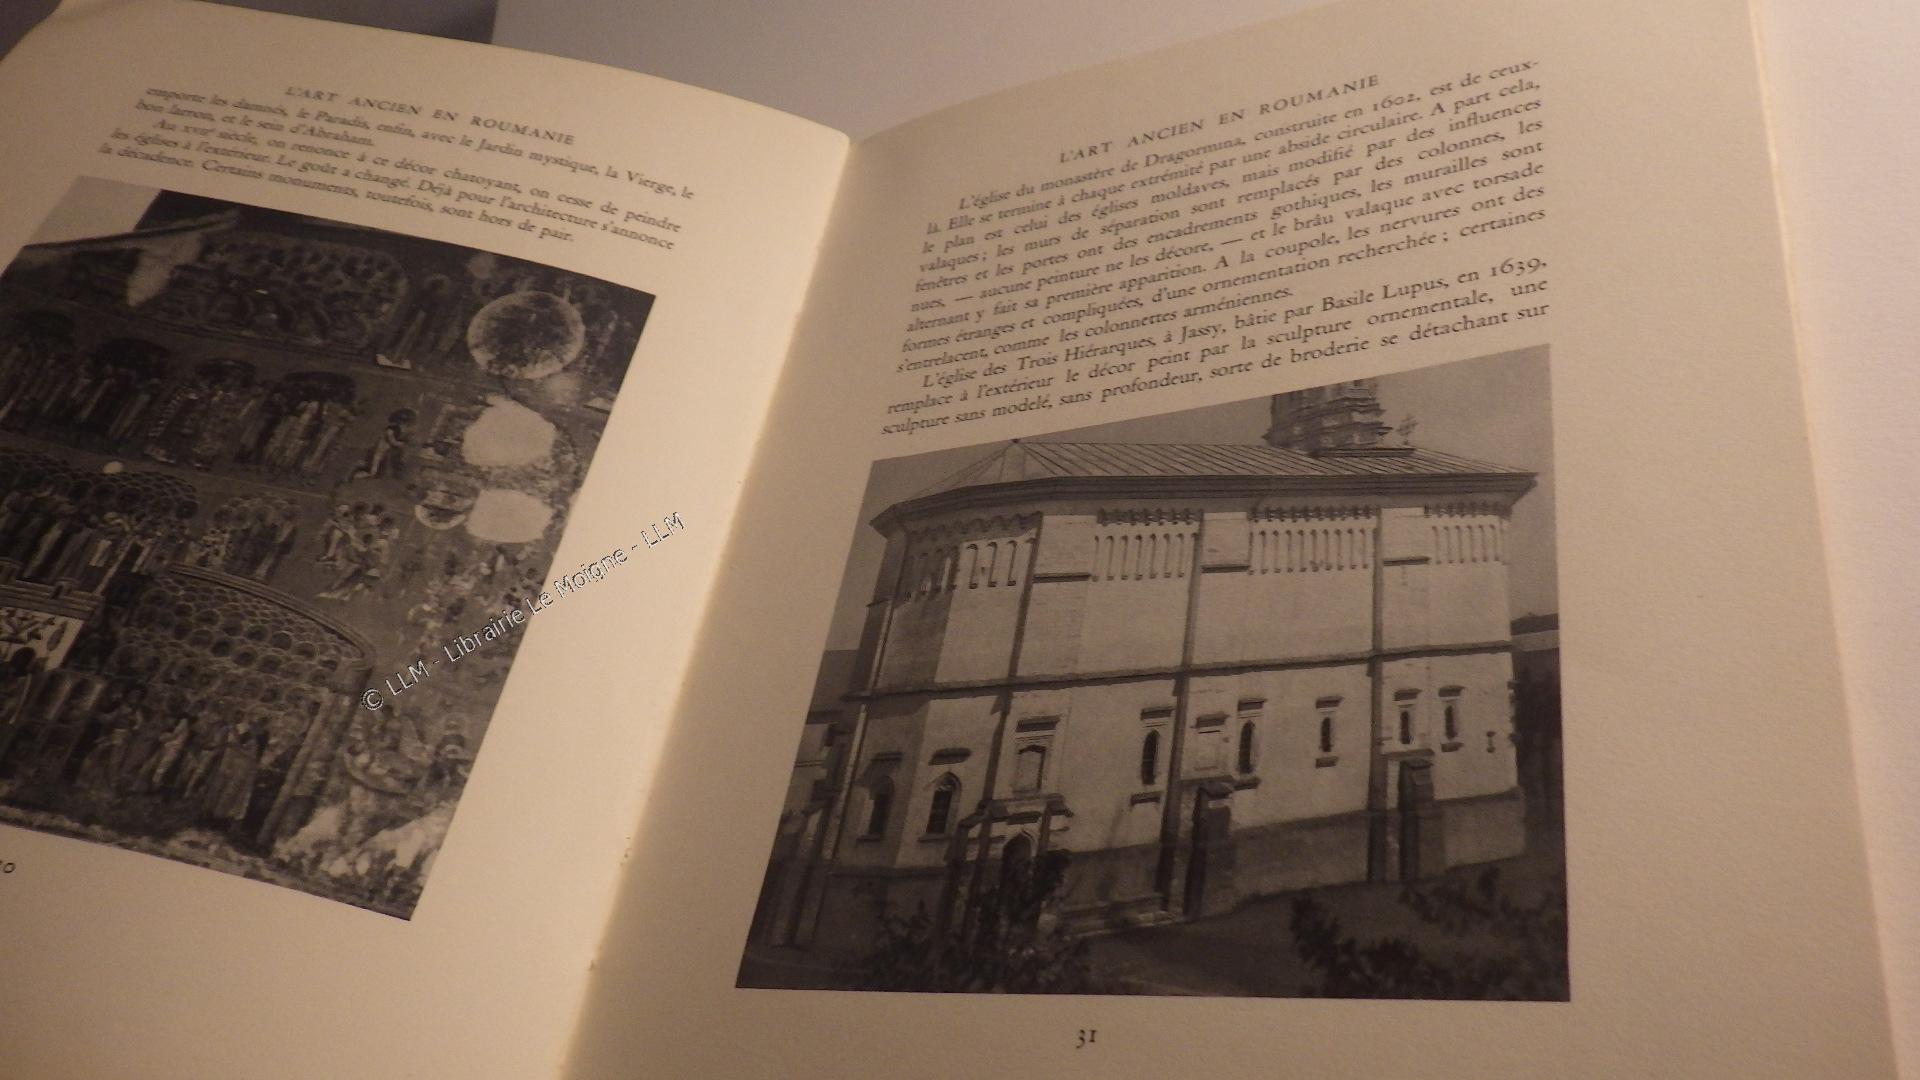 L'ART ANCIEN EN ROUMANIE
emporte les damnés, le Paradis, enfin, avec le Jardin mystique, la Vierge, le
bon larron, et le sein d'Abraham.
Au XVIIe siècle, on renonce à ce décor chatoyant, on cesse de peindre
les églises à l'extérieur. Le goût a changé. Déjà pour l'architecture s'annonce
la décadence. Certains monuments, toutefois, sont hors de pair.
© LLM - Librairie Le Moigne - LLM
L'ART ANCIEN EN ROUMANIE
L'église du monastère de Dragormina, construite en 1602, est de ceux-
là. Elle se termine à chaque extrémité par une abside circulaire. A part cela,
le plan est celui des églises moldaves, mais modifié par des influences
valaques ; les murs de séparation sont remplacés par des colonnes, les
fenêtres et les portes ont des encadrements gothiques, les murailles sont
nues, — aucune peinture ne les décore, — et le brâu valaque avec torsade
alternant y fait sa première apparition. A la coupole, les nervures ont des
formes étranges et compliquées, d'une ornementation recherchée ; certaines
s'entrelacent, comme les colonnettes arméniennes.
L'église des Trois Hiérarques, à Jassy, bâtie par Basile Lupus, en 1639,
remplace à l'extérieur le décor peint par la sculpture ornementale, une
sculpture sans modelé, sans profondeur, sorte de broderie se détachant sur
31